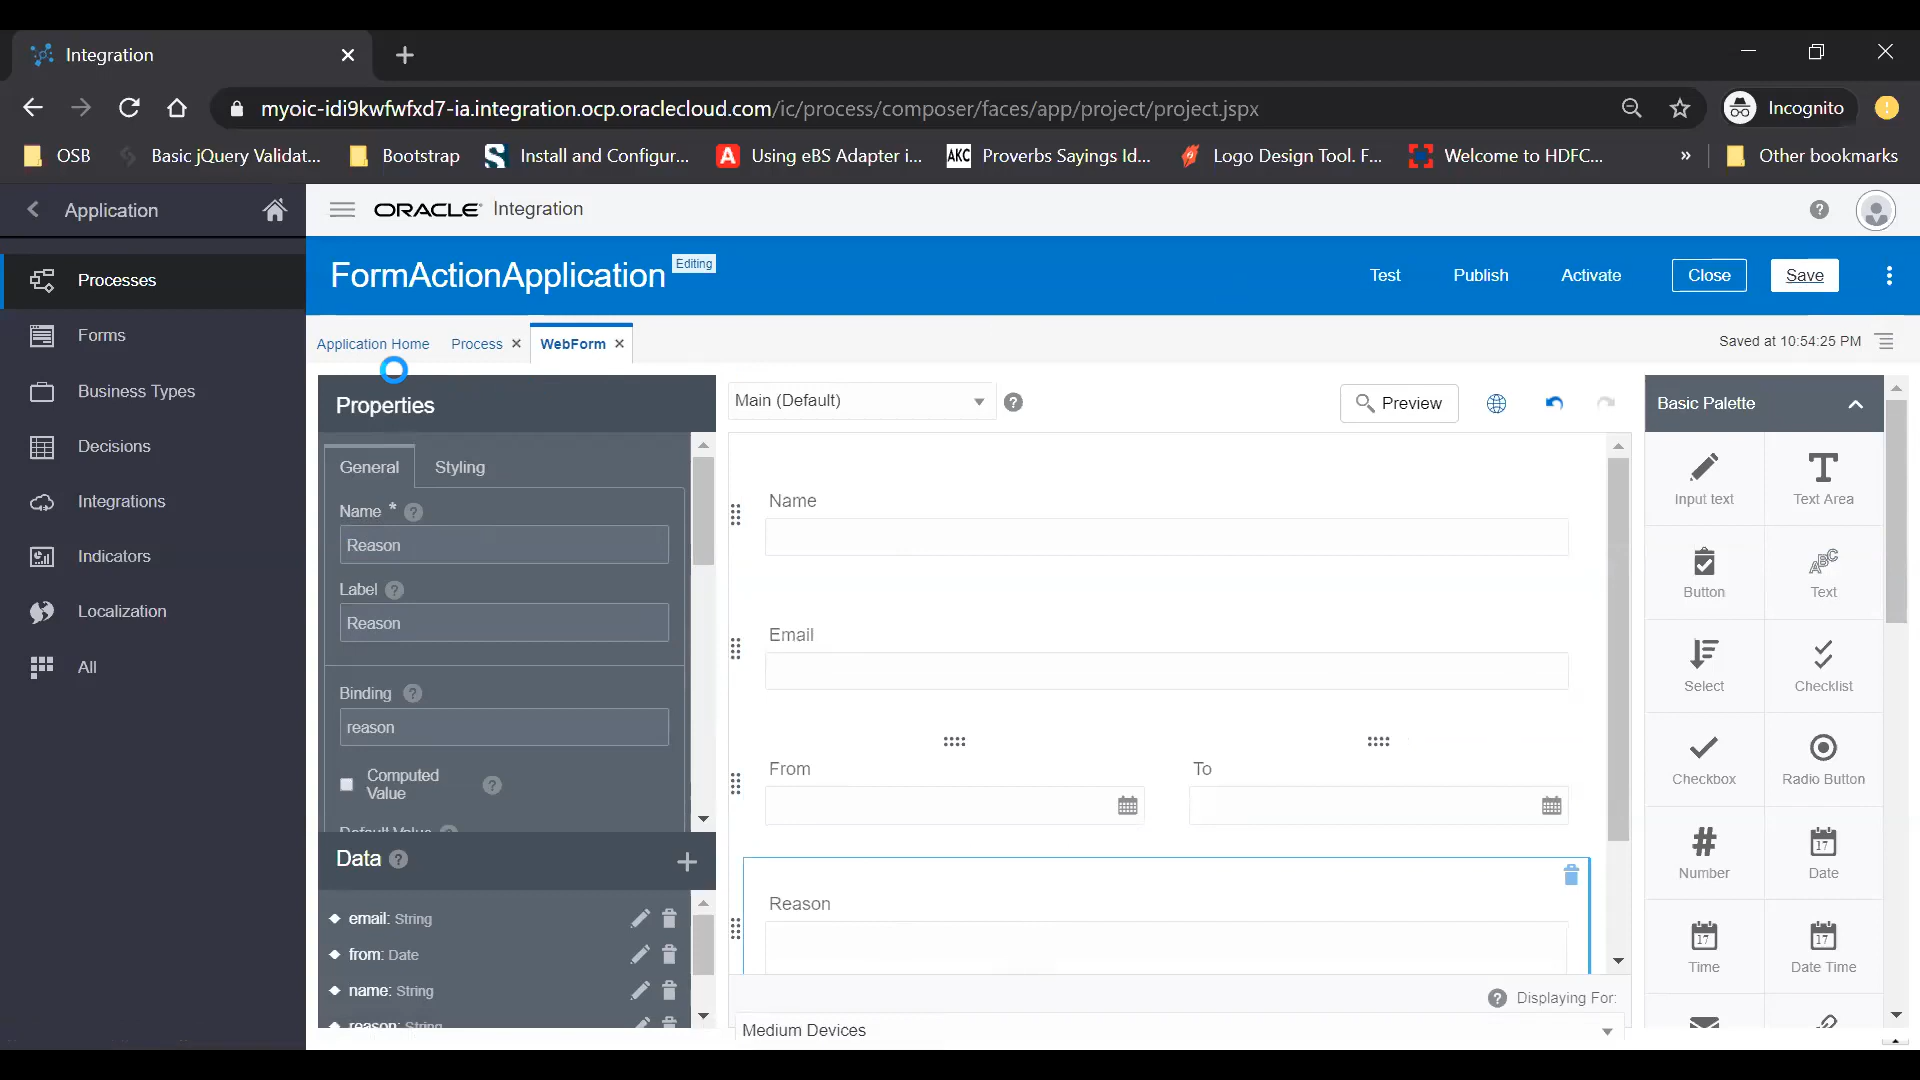 Integration
myoic-idi9kwfwfxd7-ia.integration.ocp.oraclecloud.com/ic/process/composer/faces/app/project/project.jspx
Incognito
OSB
Basic jQuery Validat...
Bootstrap
Install and Configur...
Using eBS Adapter i...
AKC
Proverbs Sayings Id...
Logo Design Tool. F...
Welcome to HDFC...
»
Other bookmarks
Application
ORACLE Integration
FormActionApplication
Editing
Test
Publish
Activate
Close
Save
Processes
Forms
Business Types
Decisions
Integrations
Indicators
Localization
All
Application Home
Process
WebForm
Saved at 10:54:25 PM
Properties
General
Styling
Name *
Reason
Label
Reason
Binding
reason
Computed
Value
Default Value
Data
email: String
from: Date
name: String
reason: String
Main (Default)
Preview
Name
Email
From
To
Reason
Displaying For:
Medium Devices
Basic Palette
Input text
Text Area
Button
Text
Select
Checklist
Checkbox
Radio Button
Number
Date
Time
Date Time